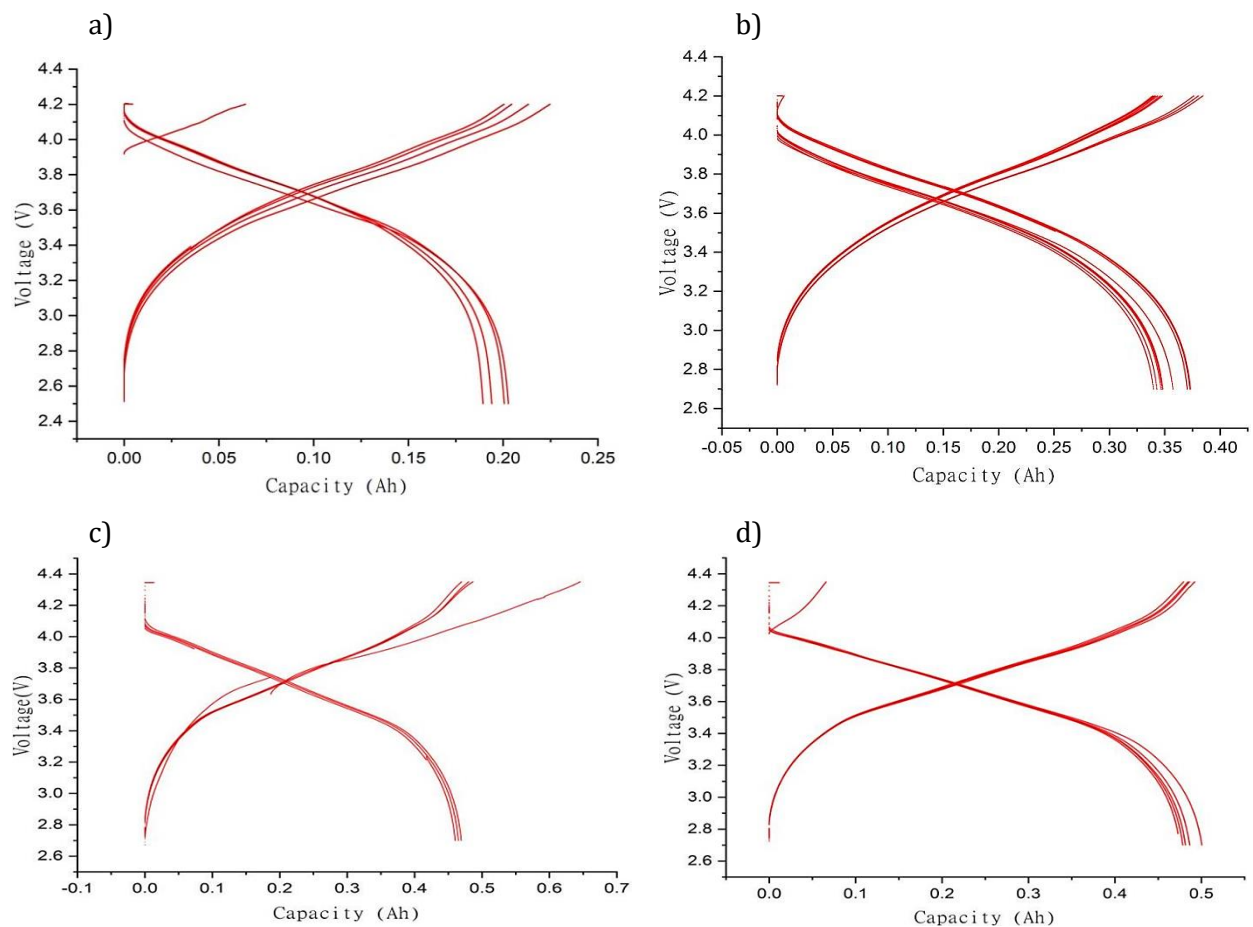 a)
4.4
4.2
4.0
3.8
3.6
3.4
3.2
3.0
2.8
2.6
2.4
Voltage (V)
0.00 0.05 0.10 0.15 0.20 0.25
Capacity (Ah)
b)
4.4
4.2
4.0
3.8
3.6
3.4
3.2
3.0
2.8
2.6
Voltage (V)
-0.05 0.00 0.05 0.10 0.15 0.20 0.25 0.30 0.35 0.40
Capacity (Ah)
c)
4.4
4.2
4.0
3.8
3.6
3.4
3.2
3.0
2.8
2.6
Voltage(V)
-0.1 0.0 0.1 0.2 0.3 0.4 0.5 0.6 0.7
Capacity (Ah)
d)
4.4
4.2
4.0
3.8
3.6
3.4
3.2
3.0
2.8
2.6
Voltage (V)
0.0 0.1 0.2 0.3 0.4 0.5
Capacity (Ah)